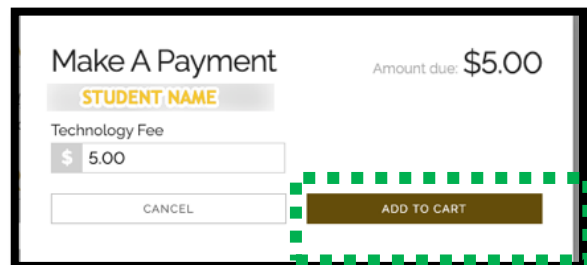 Make A Payment
Amount due: $5.00
STUDENT NAME
Technology Fee
$ 5.00
CANCEL
ADD TO CART